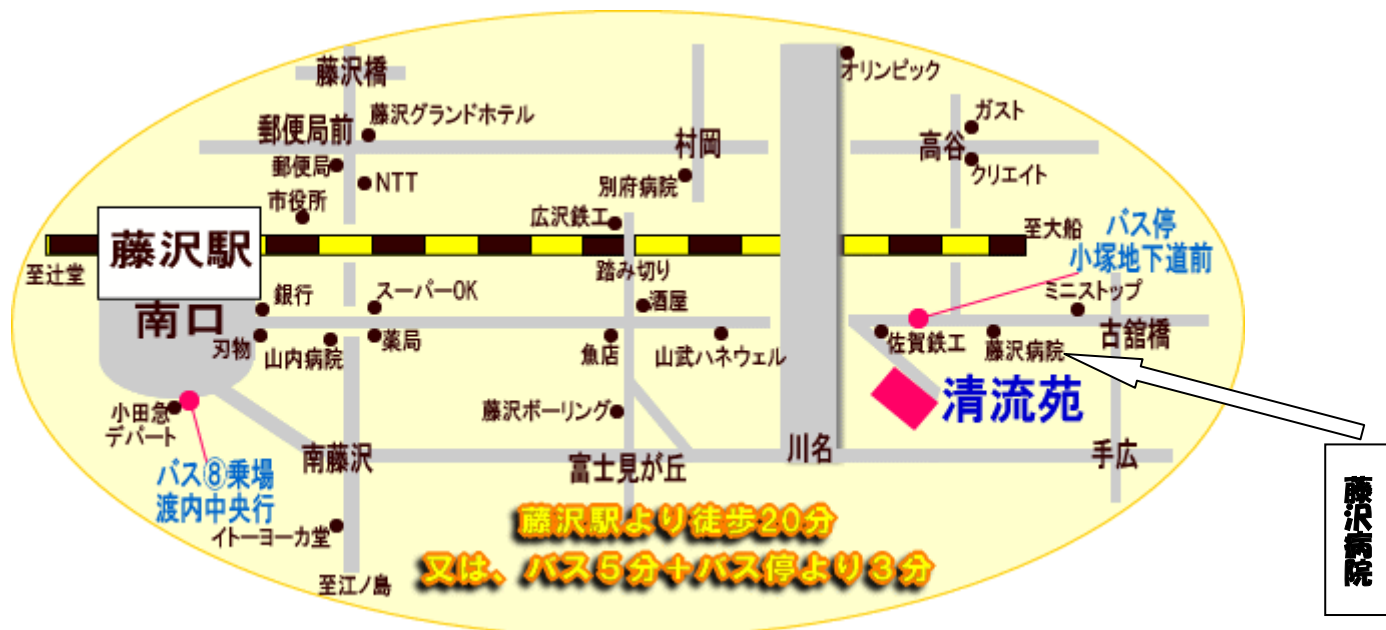 オリンピック
藤沢橋
藤沢グランドホテル
ガスト
郵便局前
村岡
高谷
郵便局
NTT
別府病院
クリエイト
市役所
広沢鉄工
至大船
バス停
小塚地下道前
藤沢駅
至辻堂
踏み切り
南口
銀行
スーパーOK
酒屋
ミニストップ
刃物
山内病院
薬局
魚店
山武ハネウェル
佐賀鉄工
藤沢病院
古舘橋
清流苑
小田急
デパート
藤沢ボーリング
南藤沢
富士見が丘
川名
手広
バス⑧乗場
渡内中央行
イトーヨーカ堂
至江ノ島
藤沢駅より徒歩20分
又は、バス5分+バス停より3分
藤沢病院